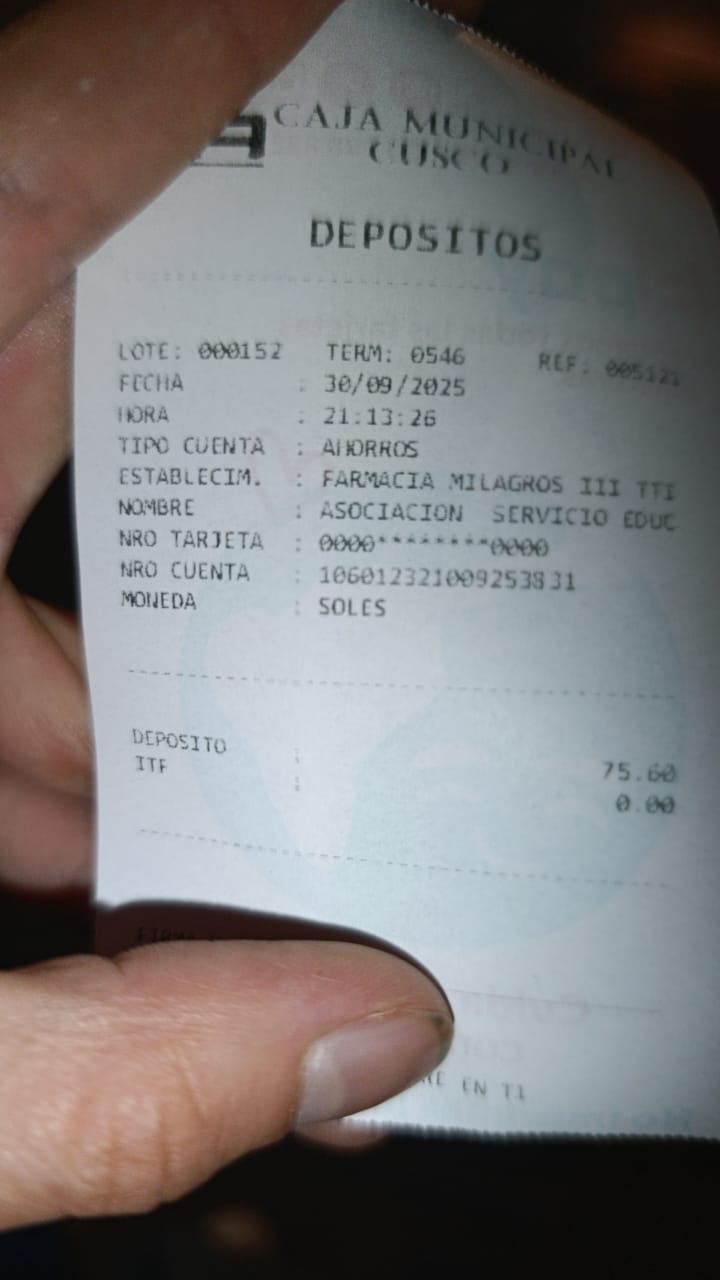 CAJA MUNICIPAL
CUSCO
DEPOSITOS
LOTE: 000152 TERM: 0546 REF: 005121
FECHA : 30/09/2025
HORA : 21:13:26
TIPO CUENTA : AHORROS
ESTABLECIM. : FARMACIA MILAGROS III TTI
NOMBRE : ASOCIACION SERVICIO EDUC
NRO TARJETA : 0000********0000
NRO CUENTA : 106012321009253831
MONEDA : SOLES
DEPOSITO : 75.60
ITF : 0.00
EN TI